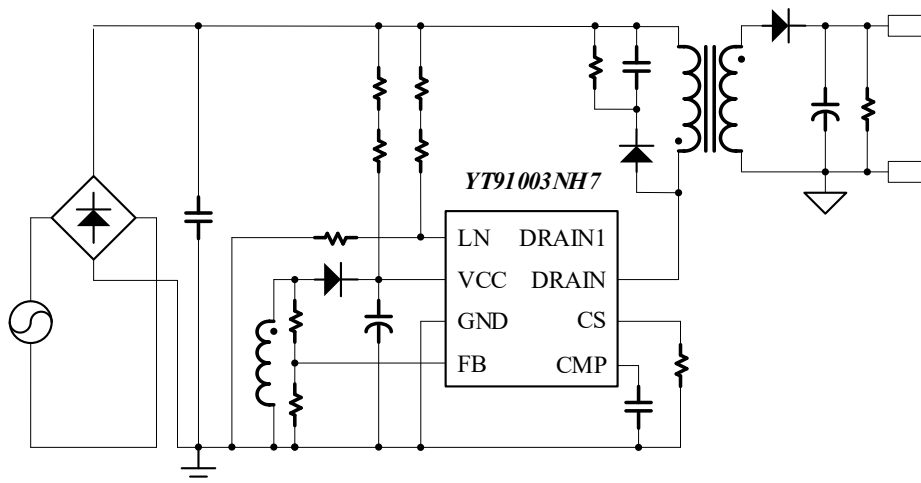 YT91003NH7
LN DRAIN1
VCC DRAIN
GND CS
FB CMP